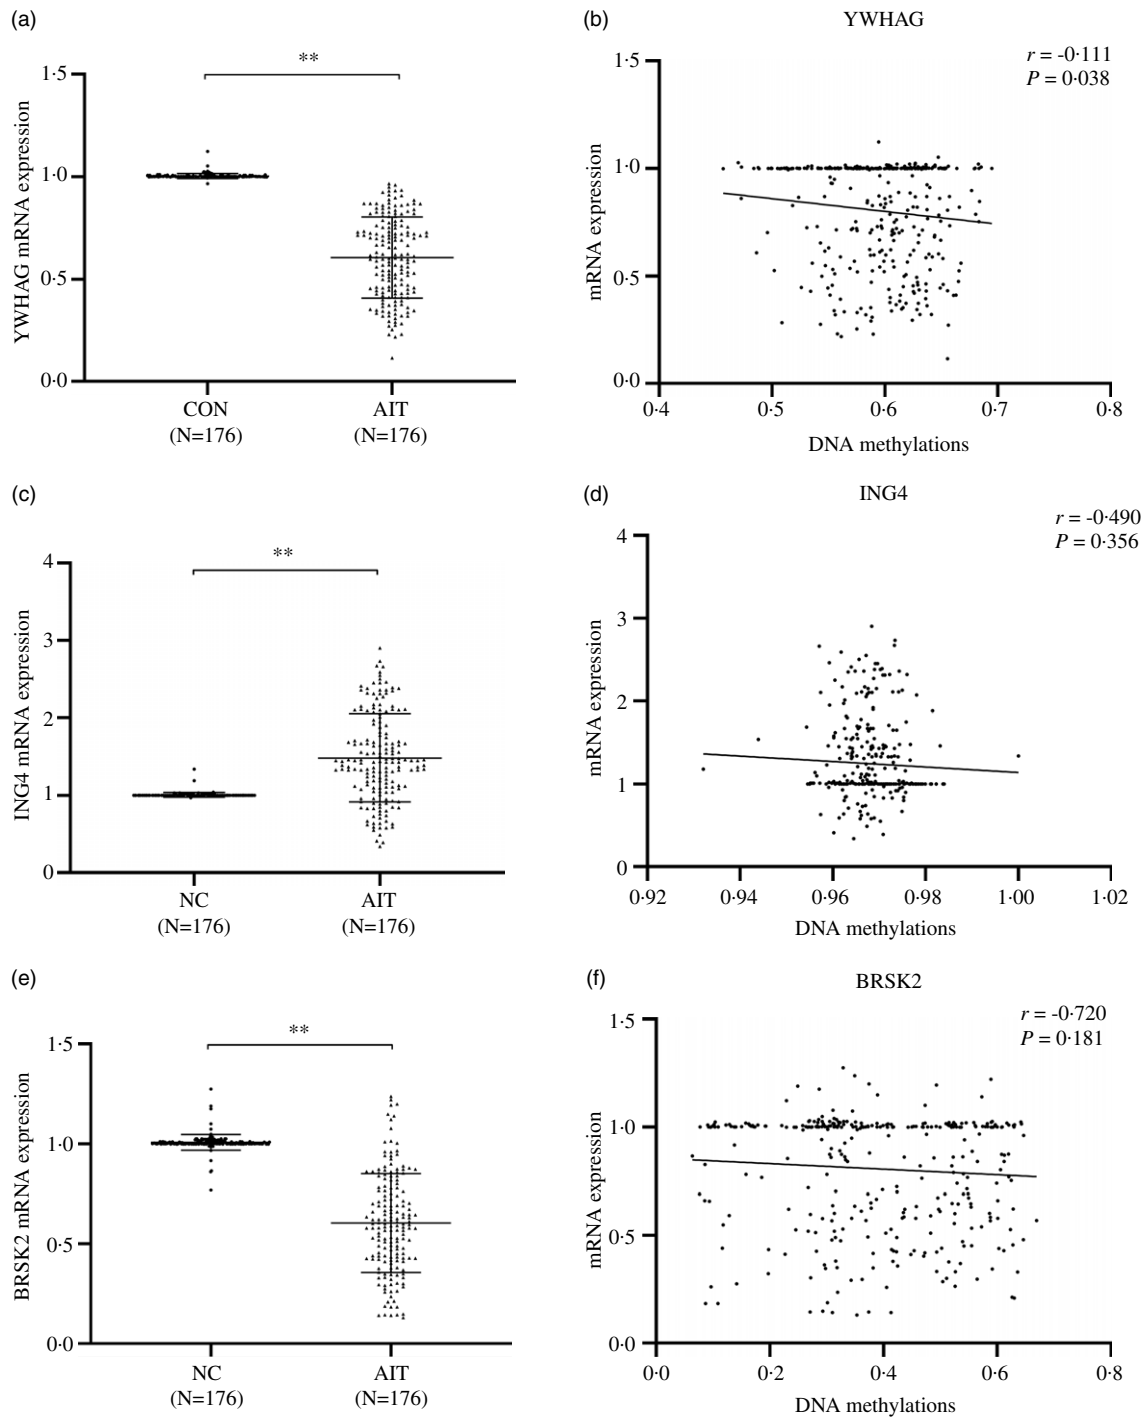 (a)
**
1·5
1·0
0·5
0·0
YWHAG mRNA expression
CON
(N=176)
AIT
(N=176)
(b)
YWHAG
r = -0·111
P = 0·038
1·5
1·0
0·5
0·0
mRNA expression
0·4
0·5
0·6
0·7
0·8
DNA methylations
(c)
**
4
3
2
1
0
ING4 mRNA expression
NC
(N=176)
AIT
(N=176)
(d)
ING4
r = -0·490
P = 0·356
4
3
2
1
0
mRNA expression
0·92
0·94
0·96
0·98
1·00
1·02
DNA methylations
(e)
**
1·5
1·0
0·5
0·0
BRSK2 mRNA expression
NC
(N=176)
AIT
(N=176)
(f)
BRSK2
r = -0·720
P = 0·181
1·5
1·0
0·5
0·0
mRNA expression
0·0
0·2
0·4
0·6
0·8
DNA methylations